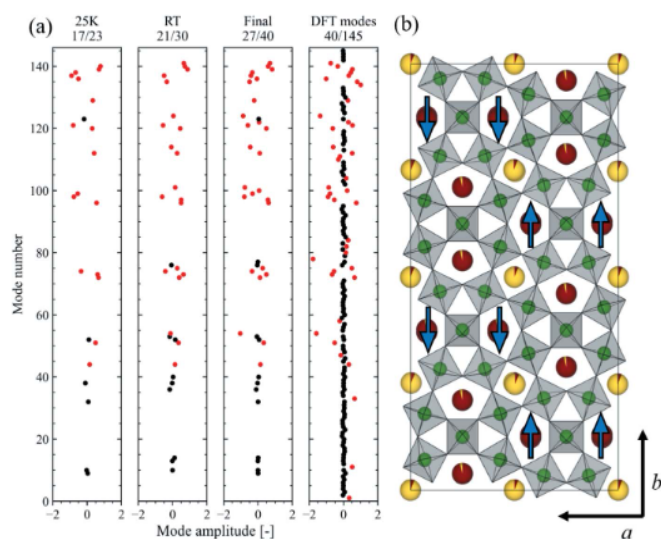 (a)
25K
17/23
RT
21/30
Final
27/40
DFT modes
40/145
(b)
Mode number
140
120
100
80
60
40
20
0
−2 0 2
−2 0 2
−2 0 2
−2 0 2
Mode amplitude [-]
b
a